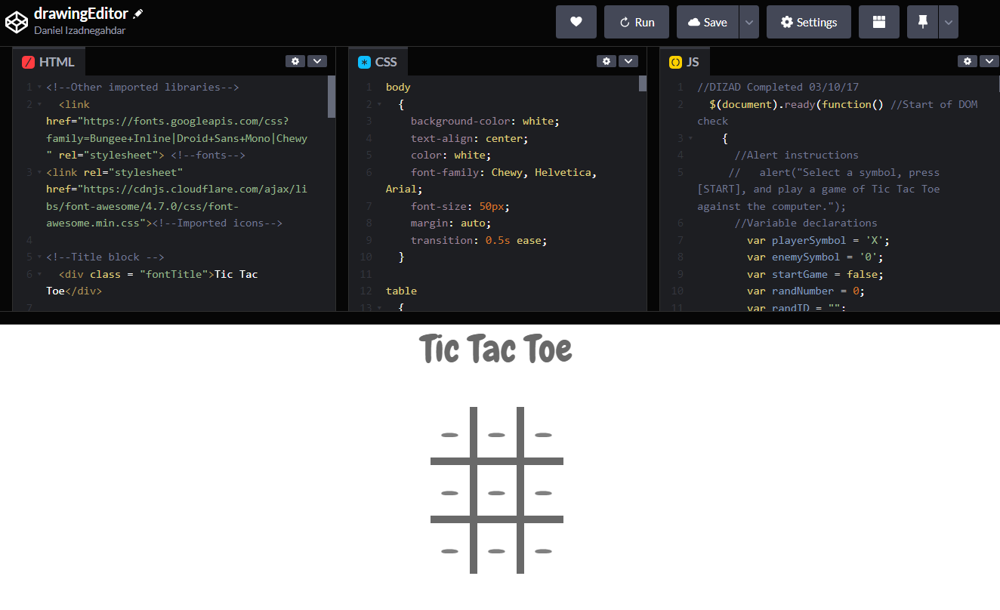 drawingEditor
Daniel Izadnegahdar
Run
Save
Settings
HTML
1 <!--Other imported libraries-->
2 <link
href="https://fonts.googleapis.com/css?
family=Bungee+Inline|Droid+Sans+Mono|Chewy
" rel="stylesheet"> <!--fonts-->
3 <link rel="stylesheet"
href="https://cdnjs.cloudflare.com/ajax/li
bs/font-awesome/4.7.0/css/font-
awesome.min.css"><!--Imported icons-->
4
5 <!--Title block -->
6 <div class = "fontTitle">Tic Tac
Toe</div>
7
CSS
1 body
2 {
3 background-color: white;
4 text-align: center;
5 color: white;
6 font-family: Chewy, Helvetica,
Arial;
7 font-size: 50px;
8 margin: auto;
9 transition: 0.5s ease;
10 }
11
12 table
13 {
JS
1 //DIZAD Completed 03/10/17
2 $(document).ready(function() //Start of DOM
check
3 {
4 //Alert instructions
5 // alert("Select a symbol, press
[START], and play a game of Tic Tac Toe
against the computer.");
6 //Variable declarations
7 var playerSymbol = 'X';
8 var enemySymbol = '0';
9 var startGame = false;
10 var randNumber = 0;
11 var randID = "";
Tic Tac Toe
- - -
- - -
- - -